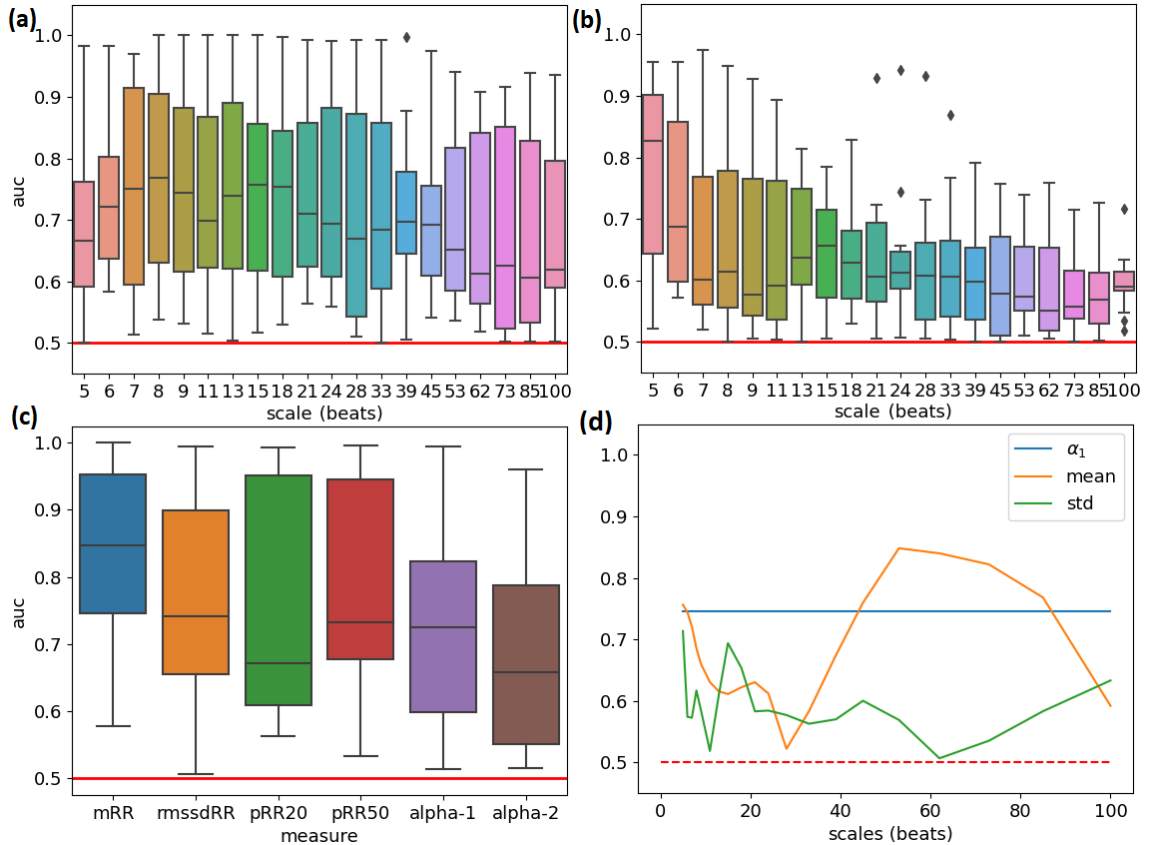 (a)
1.0
0.9
0.8
0.7
0.6
0.5
auc
5 6 7 8 9 11 13 15 18 21 24 28 33 39 45 53 62 73 85 100
scale (beats)
(b)
1.0
0.9
0.8
0.7
0.6
0.5
5 6 7 8 9 11 13 15 18 21 24 28 33 39 45 53 62 73 85 100
scale (beats)
(c)
1.0
0.9
0.8
0.7
0.6
0.5
auc
mRR rmssdRR pRR20 pRR50 alpha-1 alpha-2
measure
(d)
1.0
0.9
0.8
0.7
0.6
0.5
α1
mean
std
0 20 40 60 80 100
scales (beats)